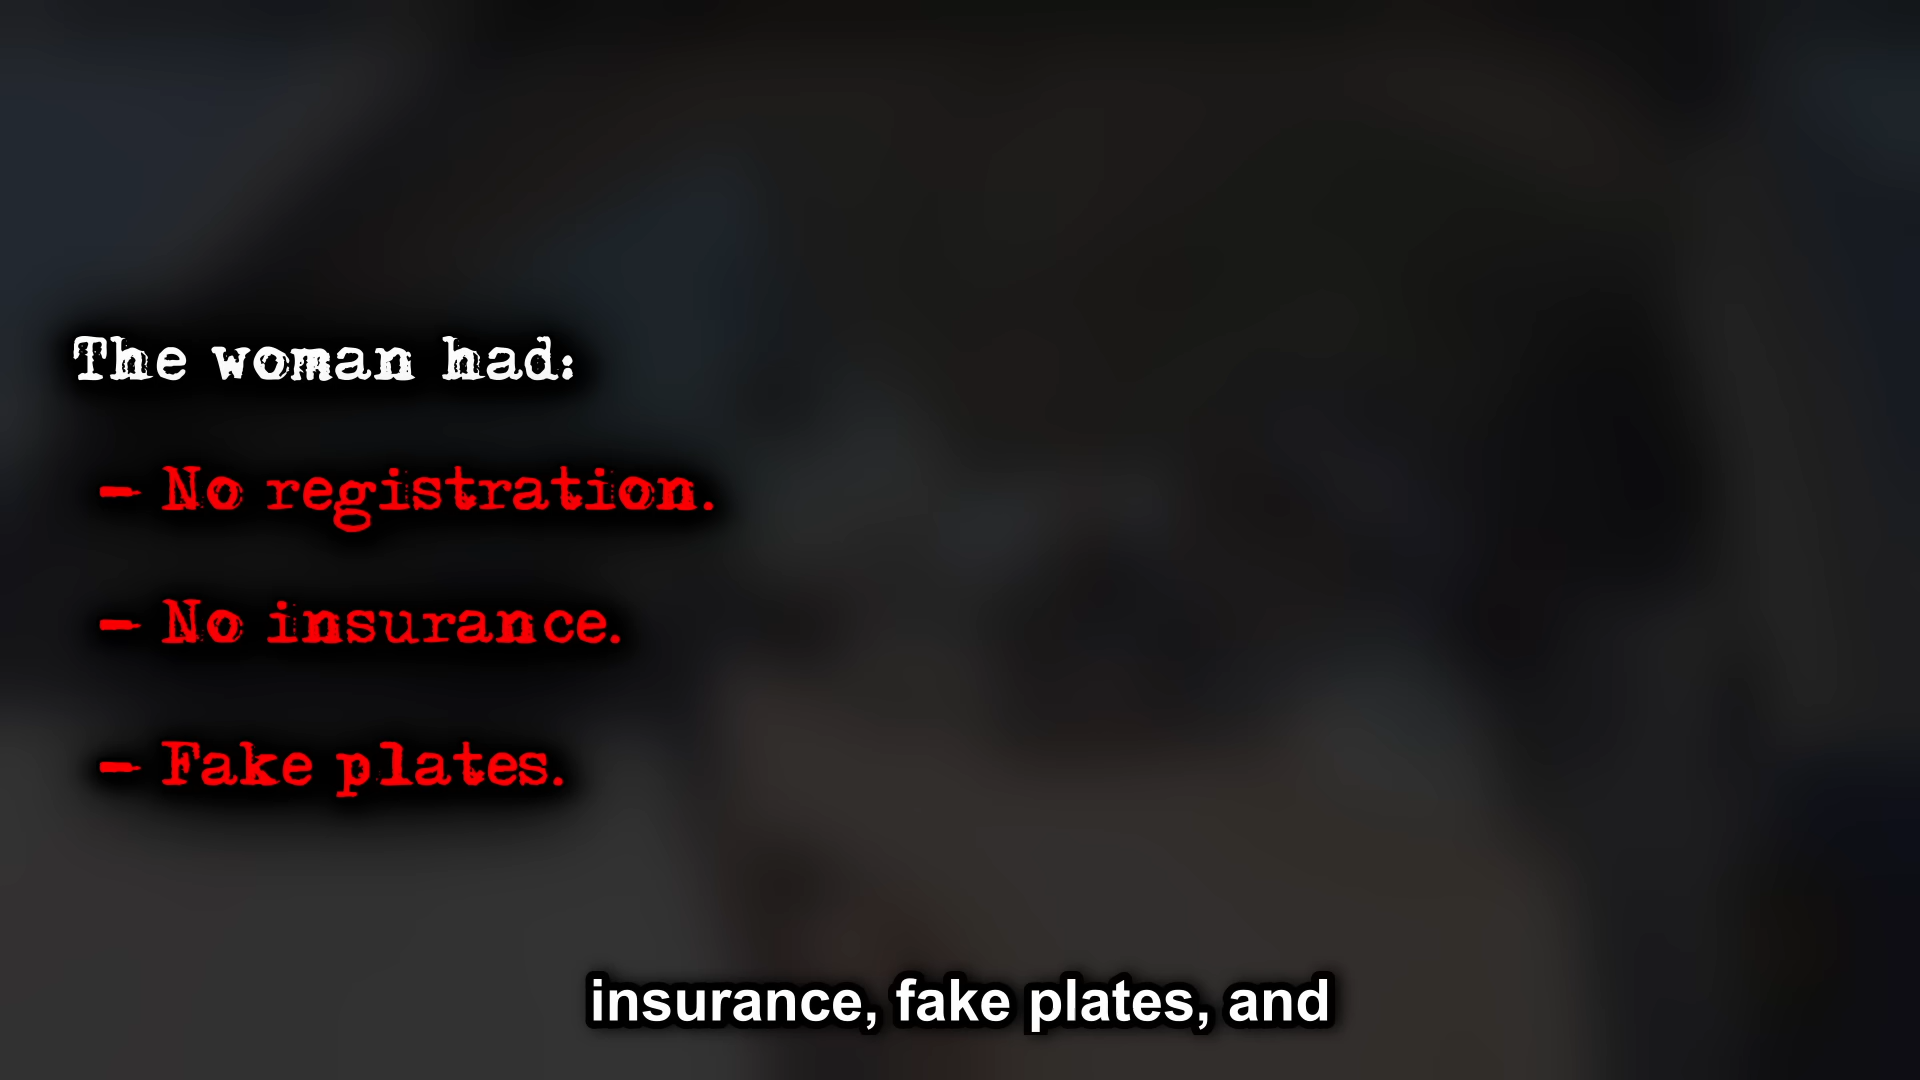 The woman had:
- No registration.
- No insurance.
- Fake plates.
insurance, fake plates, and